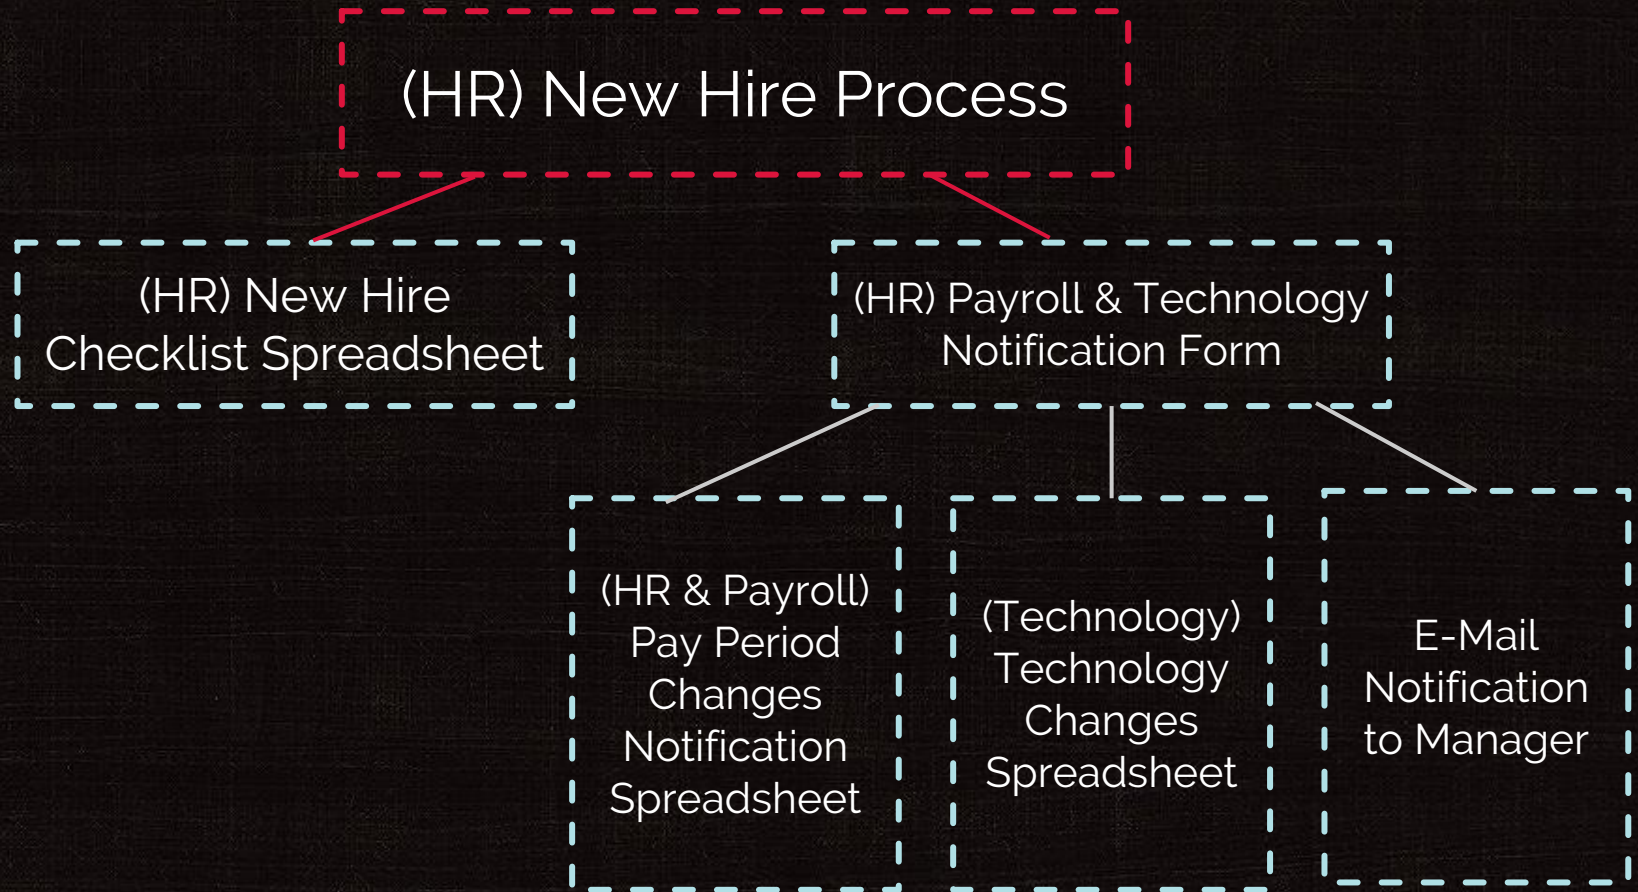 (HR) New Hire Process
(HR) New Hire
Checklist Spreadsheet
(HR) Payroll & Technology
Notification Form
(HR & Payroll)
Pay Period
Changes
Notification
Spreadsheet
(Technology)
Technology
Changes
Spreadsheet
E-Mail
Notification
to Manager